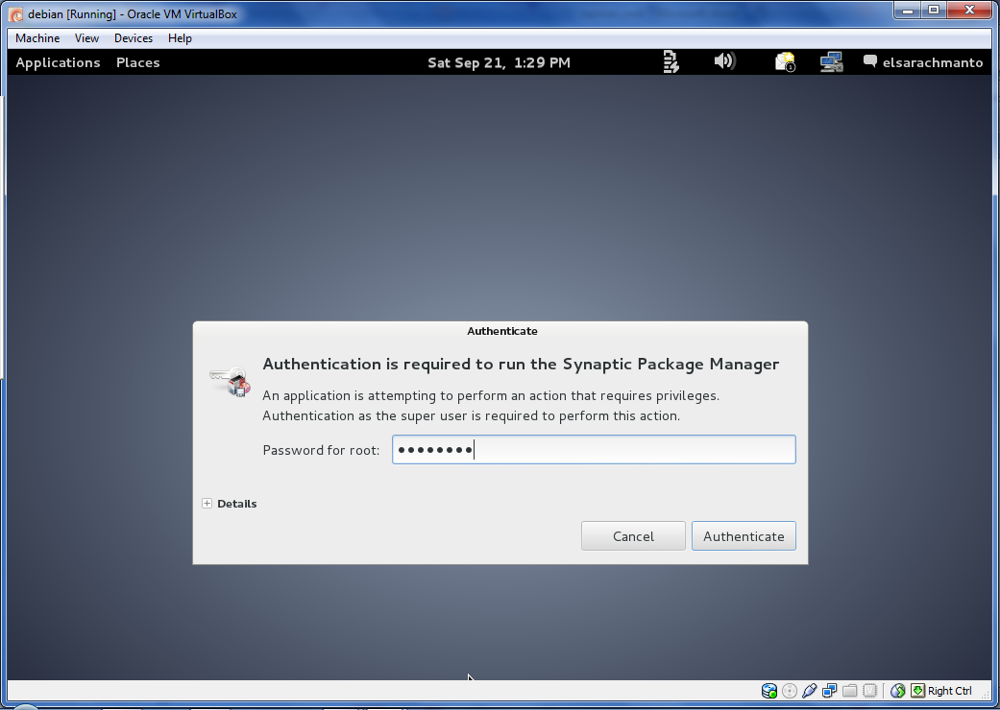 debian [Running] - Oracle VM VirtualBox
Machine View Devices Help
Applications Places Sat Sep 21, 1:29 PM elsarachmanto
Authenticate
Authentication is required to run the Synaptic Package Manager
An application is attempting to perform an action that requires privileges.
Authentication as the super user is required to perform this action.
Password for root: ••••••••
Details
Cancel Authenticate
Right Ctrl